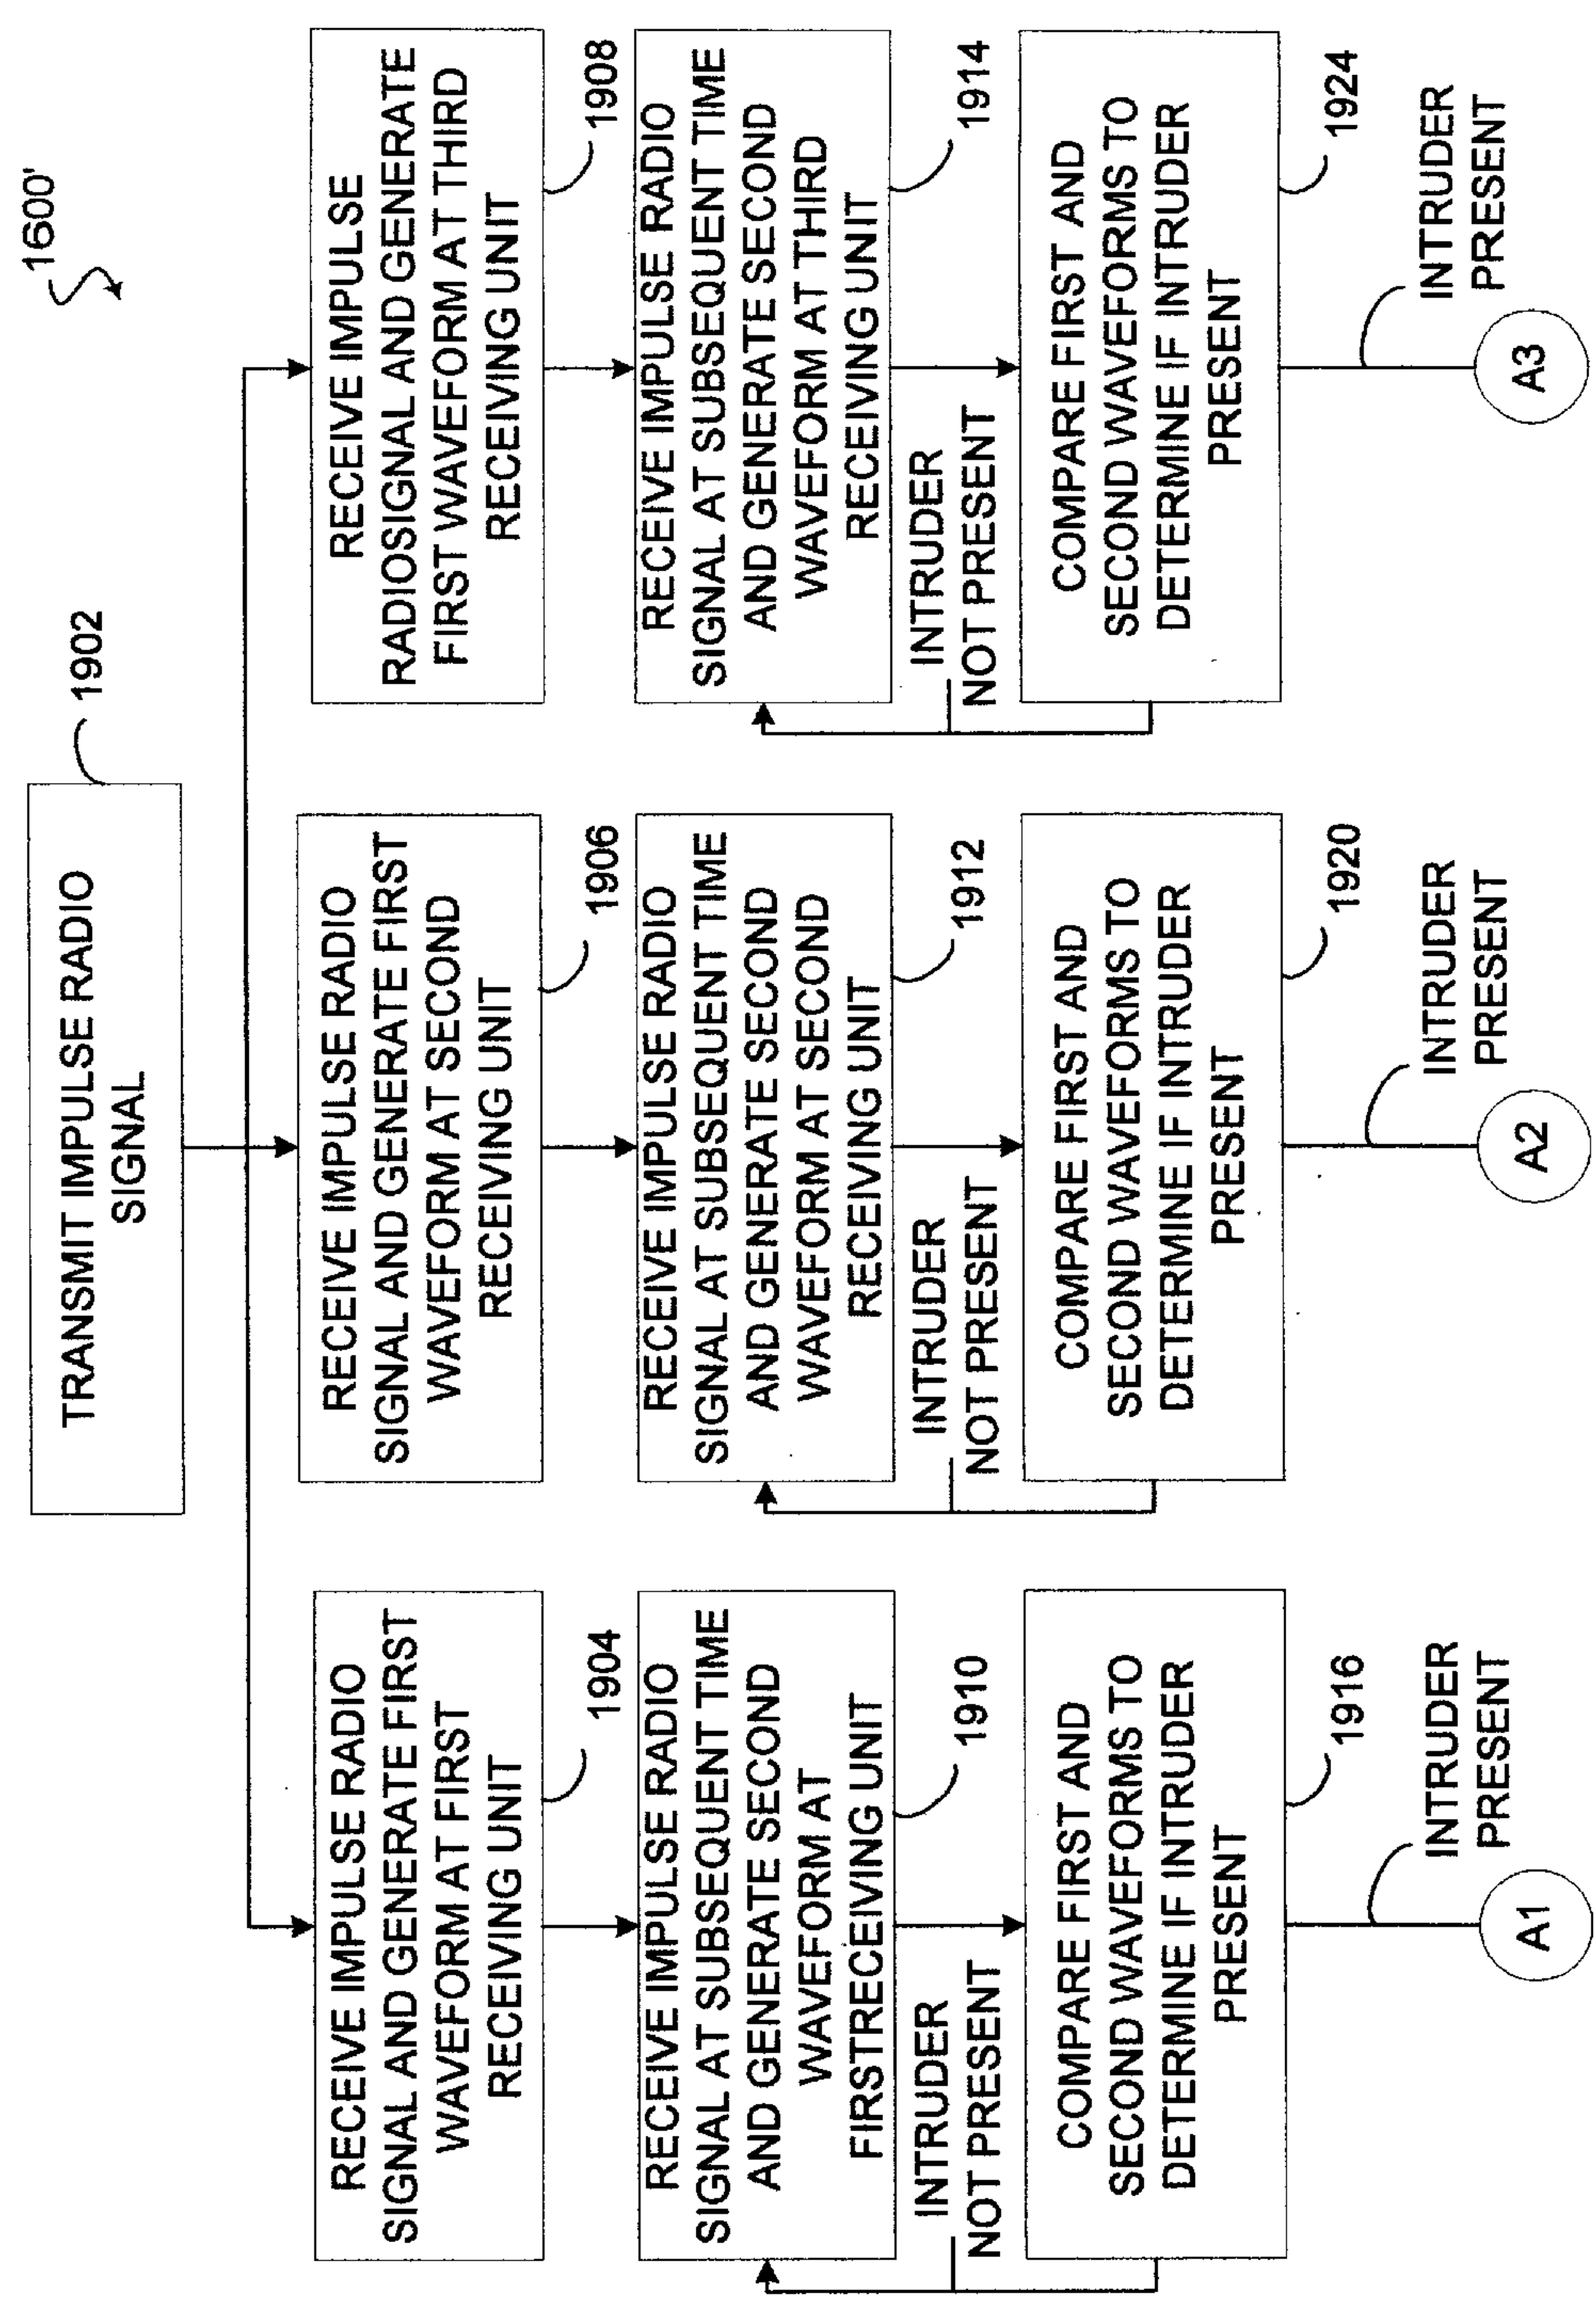 1600'
TRANSMIT IMPULSE RADIO
SIGNAL
1902
RECEIVE IMPULSE RADIO
SIGNAL AND GENERATE FIRST
WAVEFORM AT FIRST
RECEIVING UNIT
1904
RECEIVE IMPULSE RADIO
SIGNAL AND GENERATE FIRST
WAVEFORM AT SECOND
RECEIVING UNIT
1906
RECEIVE IMPULSE
RADIOSIGNAL AND GENERATE
FIRST WAVEFORM AT THIRD
RECEIVING UNIT
1908
RECEIVE IMPULSE RADIO
SIGNAL AT SUBSEQUENT TIME
AND GENERATE SECOND
WAVEFORM AT
FIRSTRECEIVING UNIT
1910
RECEIVE IMPULSE RADIO
SIGNAL AT SUBSEQUENT TIME
AND GENERATE SECOND
WAVEFORM AT SECOND
RECEIVING UNIT
1912
RECEIVE IMPULSE RADIO
SIGNAL AT SUBSEQUENT TIME
AND GENERATE SECOND
WAVEFORM AT THIRD
RECEIVING UNIT
1914
INTRUDER
NOT PRESENT
INTRUDER
NOT PRESENT
INTRUDER
NOT PRESENT
COMPARE FIRST AND
SECOND WAVEFORMS TO
DETERMINE IF INTRUDER
PRESENT
1916
COMPARE FIRST AND
SECOND WAVEFORMS TO
DETERMINE IF INTRUDER
PRESENT
1920
COMPARE FIRST AND
SECOND WAVEFORMS TO
DETERMINE IF INTRUDER
PRESENT
1924
INTRUDER
PRESENT
INTRUDER
PRESENT
INTRUDER
PRESENT
A1
A2
A3